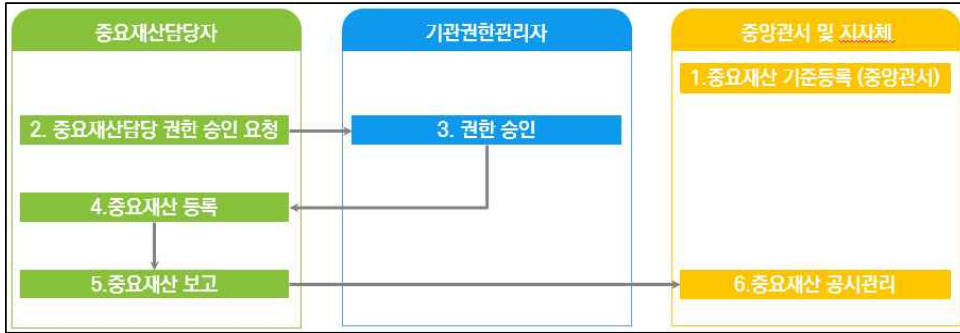 중요재산담당자
기관권한관리자
중앙관서 및 지자체
1.중요재산 기준등록 (중앙관서)
2. 중요재산담당 권한 승인 요청
3. 권한 승인
4.중요재산 등록
5.중요재산 보고
6.중요재산 공시관리